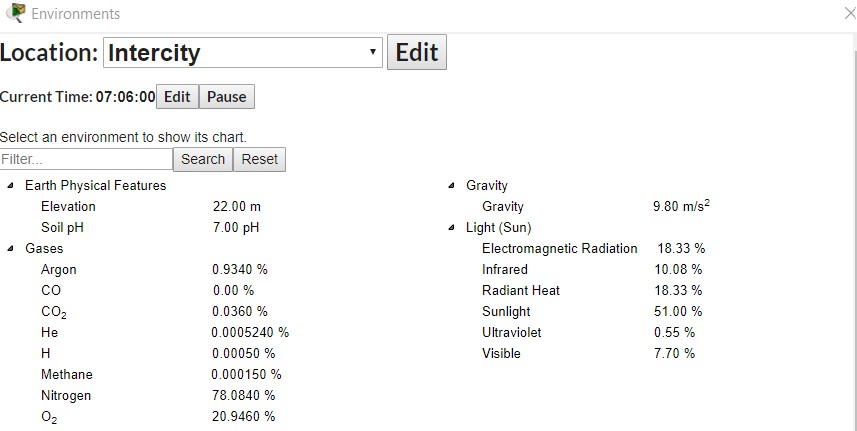 Environments
Location: Intercity Edit
Current Time: 07:06:00 Edit Pause
Select an environment to show its chart.
Filter... Search Reset
Earth Physical Features
Elevation 22.00 m
Soil pH 7.00 pH
Gases
Argon 0.9340 %
CO 0.00 %
CO₂ 0.0360 %
He 0.0005240 %
H 0.00050 %
Methane 0.000150 %
Nitrogen 78.0840 %
O₂ 20.9460 %
Gravity
Gravity 9.80 m/s²
Light (Sun)
Electromagnetic Radiation 18.33 %
Infrared 10.08 %
Radiant Heat 18.33 %
Sunlight 51.00 %
Ultraviolet 0.55 %
Visible 7.70 %